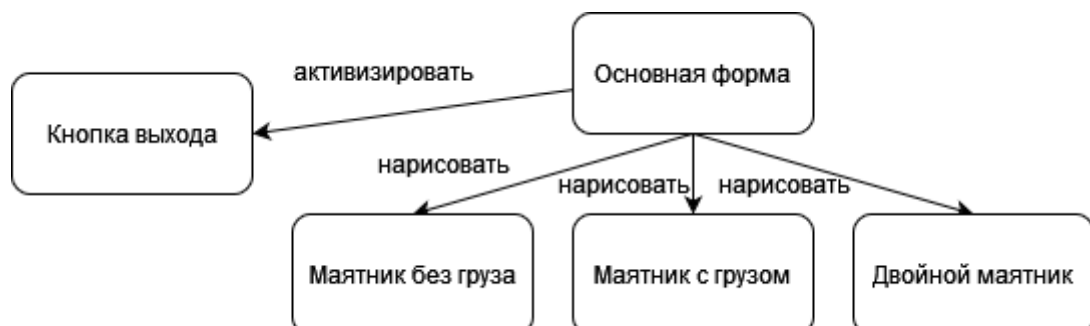 Основная форма
активизировать
Кнопка выхода
нарисовать
нарисовать
нарисовать
Маятник без груза
Маятник с грузом
Двойной маятник